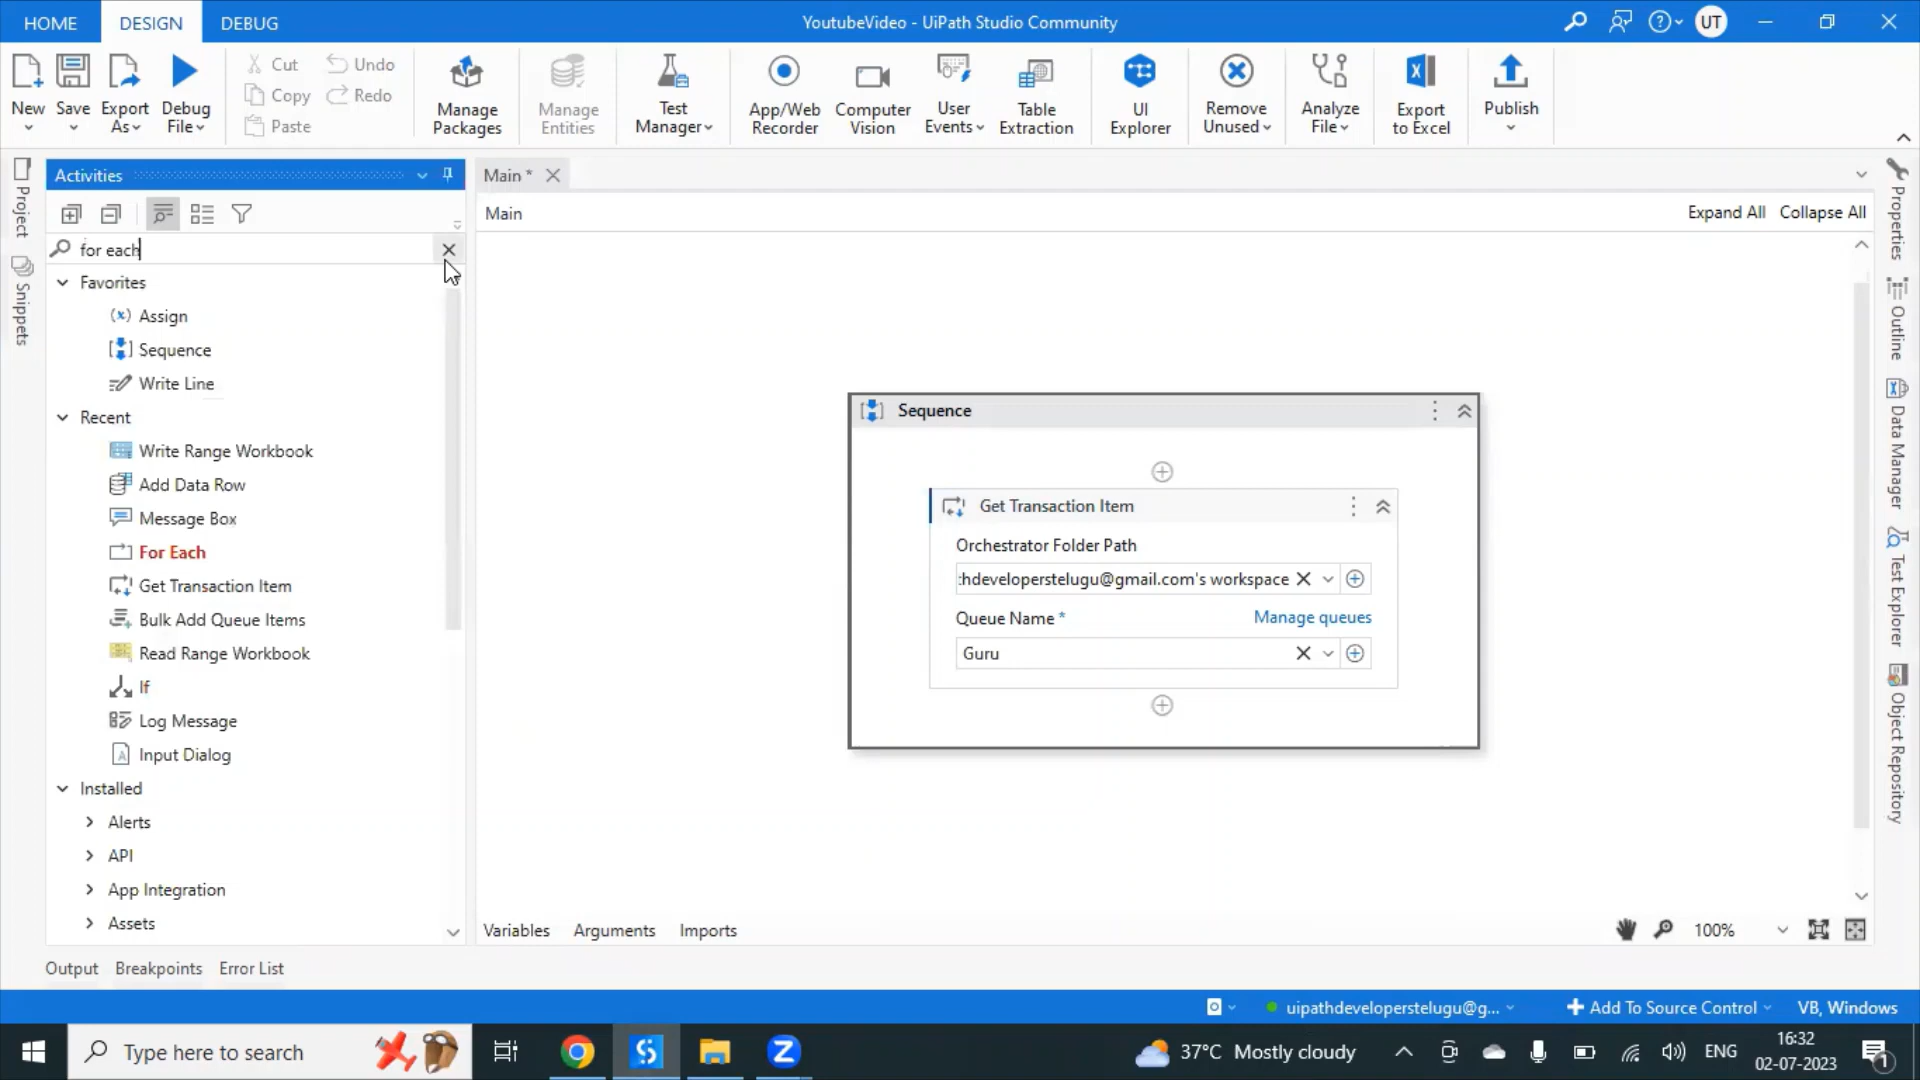 HOME DESIGN DEBUG
YoutubeVideo - UiPath Studio Community
UT
New Save Export As Debug File
Cut Copy Paste Undo Redo
Manage Packages
Manage Entities
Test Manager
App/Web Recorder
Computer Vision
User Events
Table Extraction
UI Explorer
Remove Unused
Analyze File
Export to Excel
Publish
Project
Snippets
Activities
for each
Favorites
Assign
Sequence
Write Line
Recent
Write Range Workbook
Add Data Row
Message Box
For Each
Get Transaction Item
Bulk Add Queue Items
Read Range Workbook
If
Log Message
Input Dialog
Installed
Alerts
API
App Integration
Assets
Main *
Main
Expand All Collapse All
Sequence
Get Transaction Item
Orchestrator Folder Path
:hdeveloperstelugu@gmail.com's workspace
Queue Name * Manage queues
Guru
Variables Arguments Imports
100%
Properties
Outline
Data Manager
Test Explorer
Object Repository
Output Breakpoints Error List
uipathdeveloperstelugu@g...
Add To Source Control
VB, Windows
Type here to search
37°C Mostly cloudy
ENG
16:32
02-07-2023
1